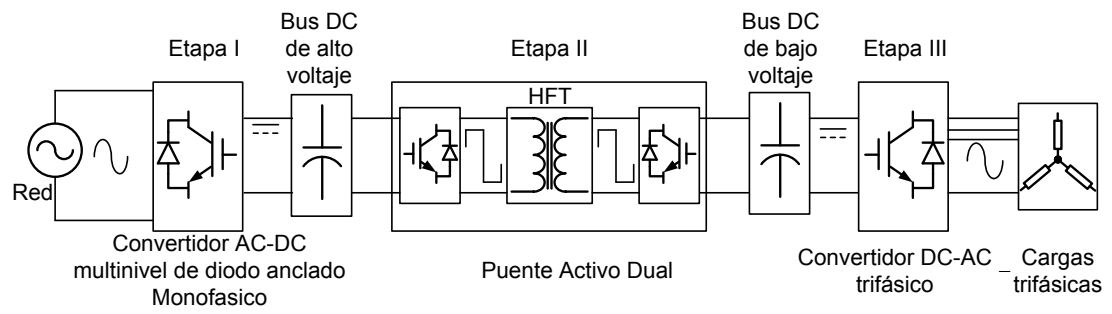 Etapa I
Bus DC
de alto
voltaje
Etapa II
Bus DC
de bajo
voltaje
Etapa III
HFT
Red
Convertidor AC-DC
multinivel de diodo anclado
Monofasico
Puente Activo Dual
Convertidor DC-AC
trifásico
Cargas
trifásicas